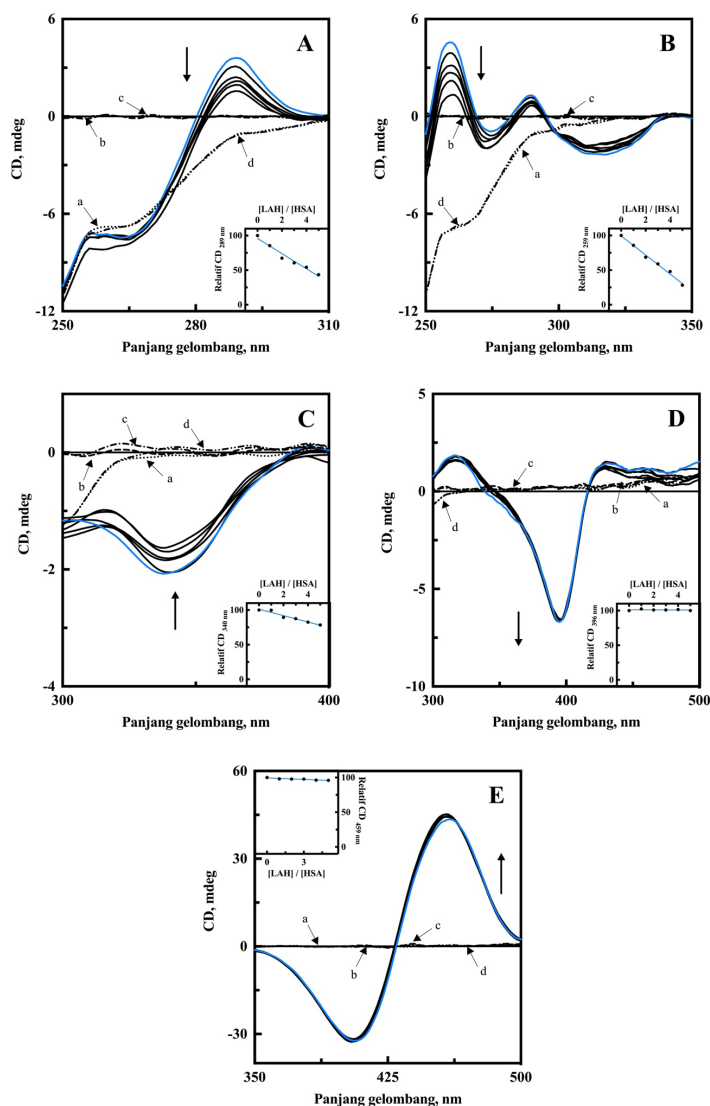 A
CD, mdeg
6
0
-6
-12
250
280
310
Panjang gelombang, nm
a
b
c
d
[LAH] / [HSA]
0 2 4
Relatif CD 289 nm
100
50
0
B
CD, mdeg
6
0
-6
-12
250
300
350
Panjang gelombang, nm
a
b
c
d
[LAH] / [HSA]
0 2 4
Relatif CD 259 nm
100
50
0
C
CD, mdeg
0
-2
-4
300
400
Panjang gelombang, nm
a
b
c
d
[LAH] / [HSA]
0 2 4
Relatif CD 340 nm
100
50
0
D
CD, mdeg
5
0
-5
-10
300
400
500
Panjang gelombang, nm
a
b
c
d
[LAH] / [HSA]
0 2 4
Relatif CD 396 nm
100
50
0
E
CD, mdeg
60
30
0
-30
350
425
500
Panjang gelombang, nm
a
b
c
d
[LAH] / [HSA]
0 3
Relatif CD 459 nm
100
50
0